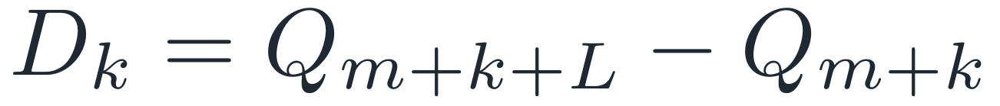 $D_k = Q_{m+k+L} - Q_{m+k}$